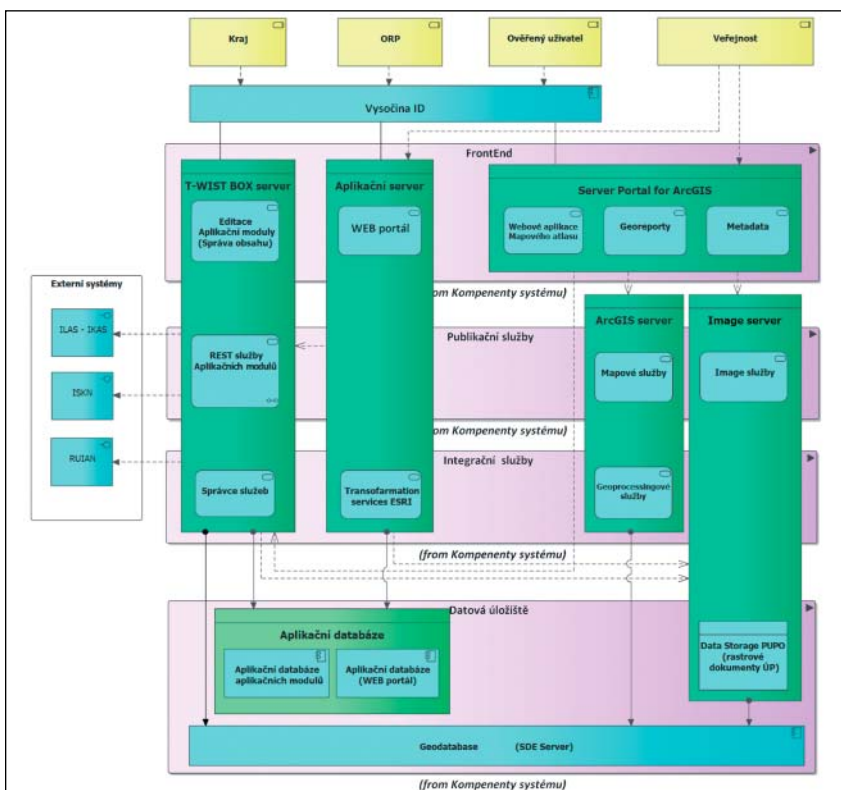 Kraj
ORP
Ověřený uživatel
Veřejnost
Vysočina ID
FrontEnd
T-WIST BOX server
Aplikační server
Server Portal for ArcGIS
Editace
Aplikační moduly
(Správa obsahu)
WEB portál
Webové aplikace
Mapového atlasu
Georeporty
Metadata
Externí systémy
(from Kompenenty systému)
ILAS - IKAS
ISKN
RUIAN
Publikační služby
ArcGIS server
Image server
REST služby
Aplikačních modulů
Mapové služby
Image služby
(from Kompenenty systému)
Integrační služby
Správce služeb
Transofarmation
services ESRI
Geoprocessingové
služby
(from Kompenenty systému)
Datová úložiště
Aplikační databáze
Aplikační databáze
aplikačních modulů
Aplikační databáze
(WEB portál)
Data Storage PUPO
(rastrové
dokumenty ÚP)
Geodatabase (SDE Server)
(from Kompenenty systému)